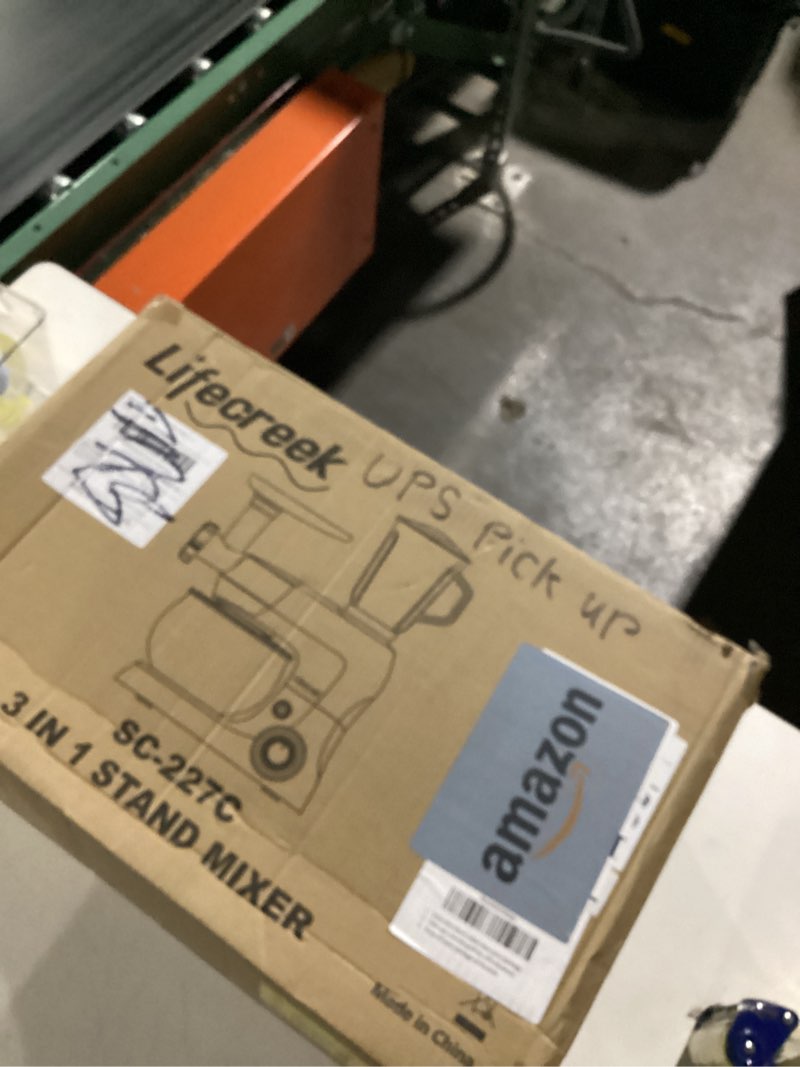 Lifecreek
UPS Pick up
amazon
SC-227C
3 IN 1 STAND MIXER
Made in China